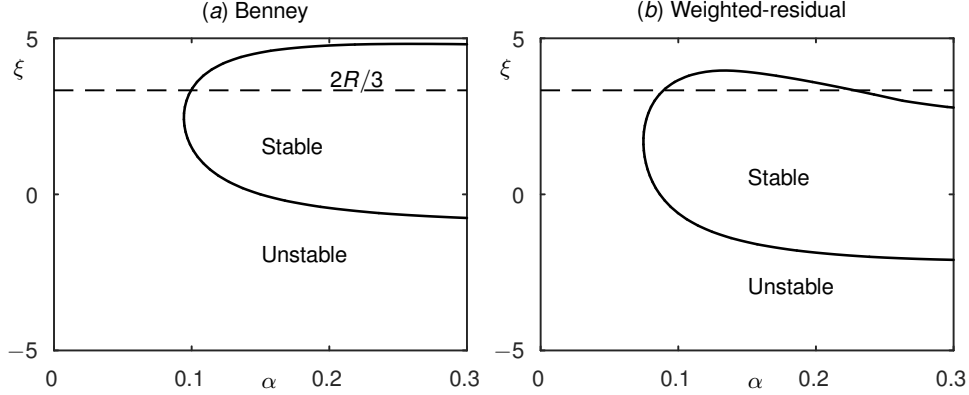 (a) Benney
5
ξ
2R/3
Stable
0
Unstable
−5
0
0.1
α
0.2
0.3
(b) Weighted-residual
5
ξ
Stable
0
Unstable
−5
0
0.1
α
0.2
0.3